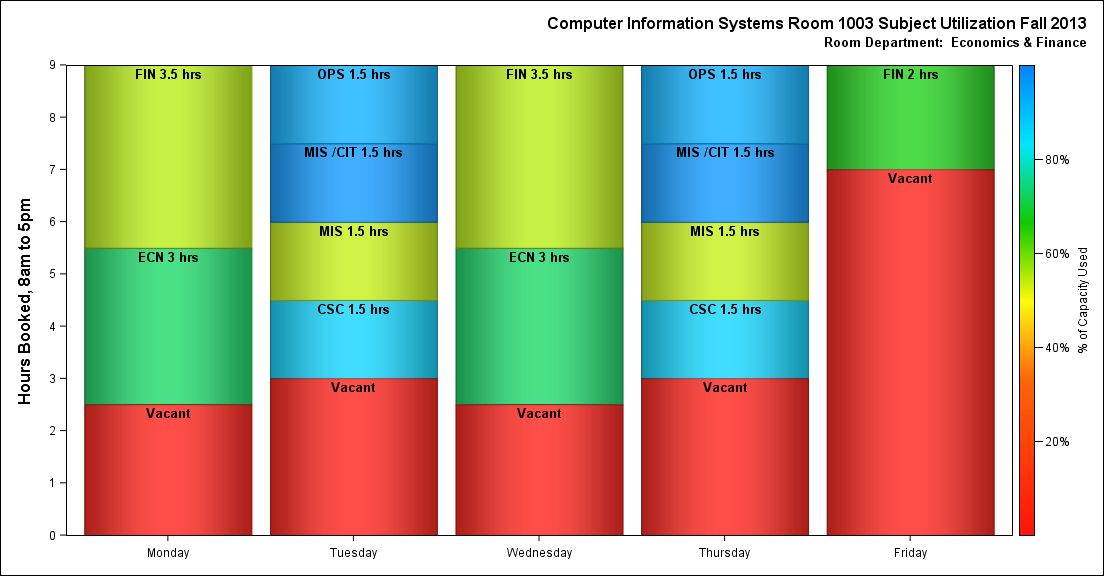 Computer Information Systems Room 1003 Subject Utilization Fall 2013
Room Department: Economics & Finance
Hours Booked, 8am to 5pm
9
8
7
6
5
4
3
2
1
0
FIN 3.5 hrs
ECN 3 hrs
Vacant
OPS 1.5 hrs
MIS /CIT 1.5 hrs
MIS 1.5 hrs
CSC 1.5 hrs
Vacant
FIN 3.5 hrs
ECN 3 hrs
Vacant
OPS 1.5 hrs
MIS /CIT 1.5 hrs
MIS 1.5 hrs
CSC 1.5 hrs
Vacant
FIN 2 hrs
Vacant
Monday
Tuesday
Wednesday
Thursday
Friday
80%
60%
40%
20%
% of Capacity Used